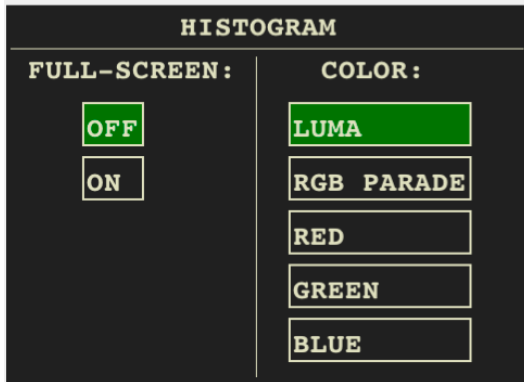 HISTOGRAM
FULL-SCREEN:
OFF
ON
COLOR:
LUMA
RGB PARADE
RED
GREEN
BLUE